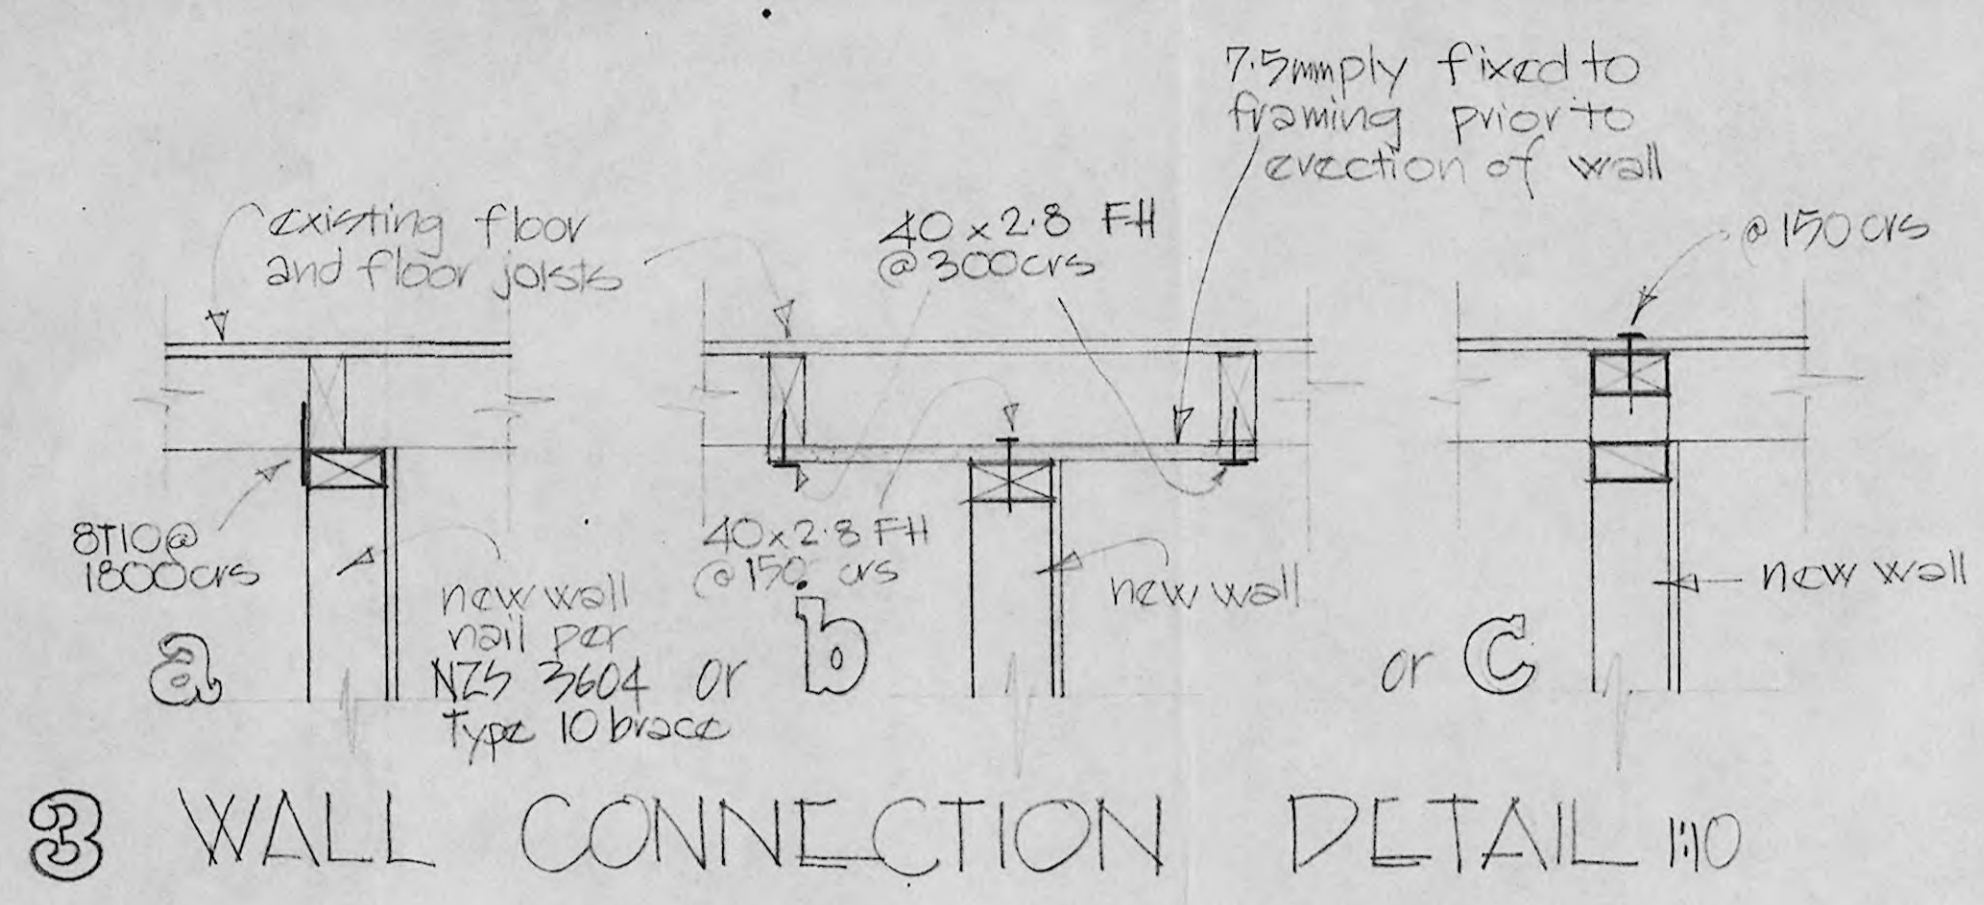 7.5mmply fixed to
framing prior to
erection of wall
existing floor
and floor joists
40 x 2.8 FH
@ 300crs
@ 150 crs
8T10@
1800crs
new wall
nail per
NZS 3604
Type 10 brace
40x2.8 FH
@ 150 crs
new wall
new wall
a
or b
or c
3 WALL CONNECTION DETAIL 1:10